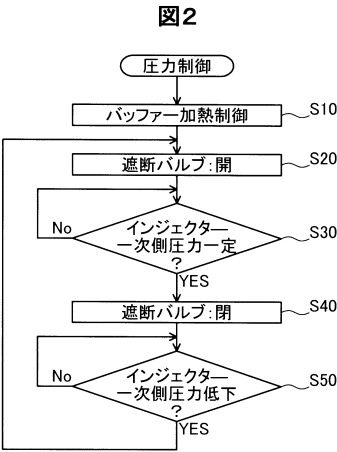 図2
圧力制御
バッファー加熱制御
S10
遮断バルブ:開
S20
インジェクター
一次側圧力一定
?
S30
No
YES
遮断バルブ:閉
S40
インジェクター
一次側圧力低下
?
S50
No
YES